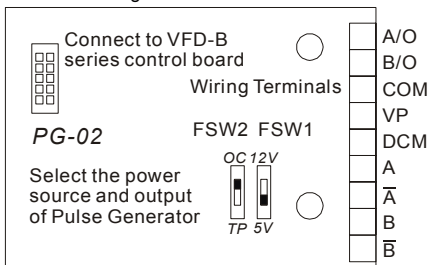 Connect to VFD-B
series control board
Wiring Terminals
PG-02
FSW2 FSW1
OC 12V
Select the power
source and output
of Pulse Generator
TP 5V
A/O
B/O
COM
VP
DCM
A
A̅
B
B̅